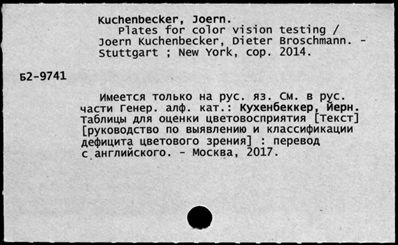 Kuchenbecker, Joern.
Plates for color vision testing /
Joern Kuchenbecker, Dieter Broschmann. -
Stuttgart ; New York, cop. 2014.
Б2-9741
Имеется только на рус. яз. См. в рус.
части Генер. алф. кат.: Кухенбеккер, Йерн.
Таблицы для оценки цветовосприятия [Текст]
[руководство по выявлению и классификации
дефицита цветового зрения] : перевод
с английского. - Москва, 2017.